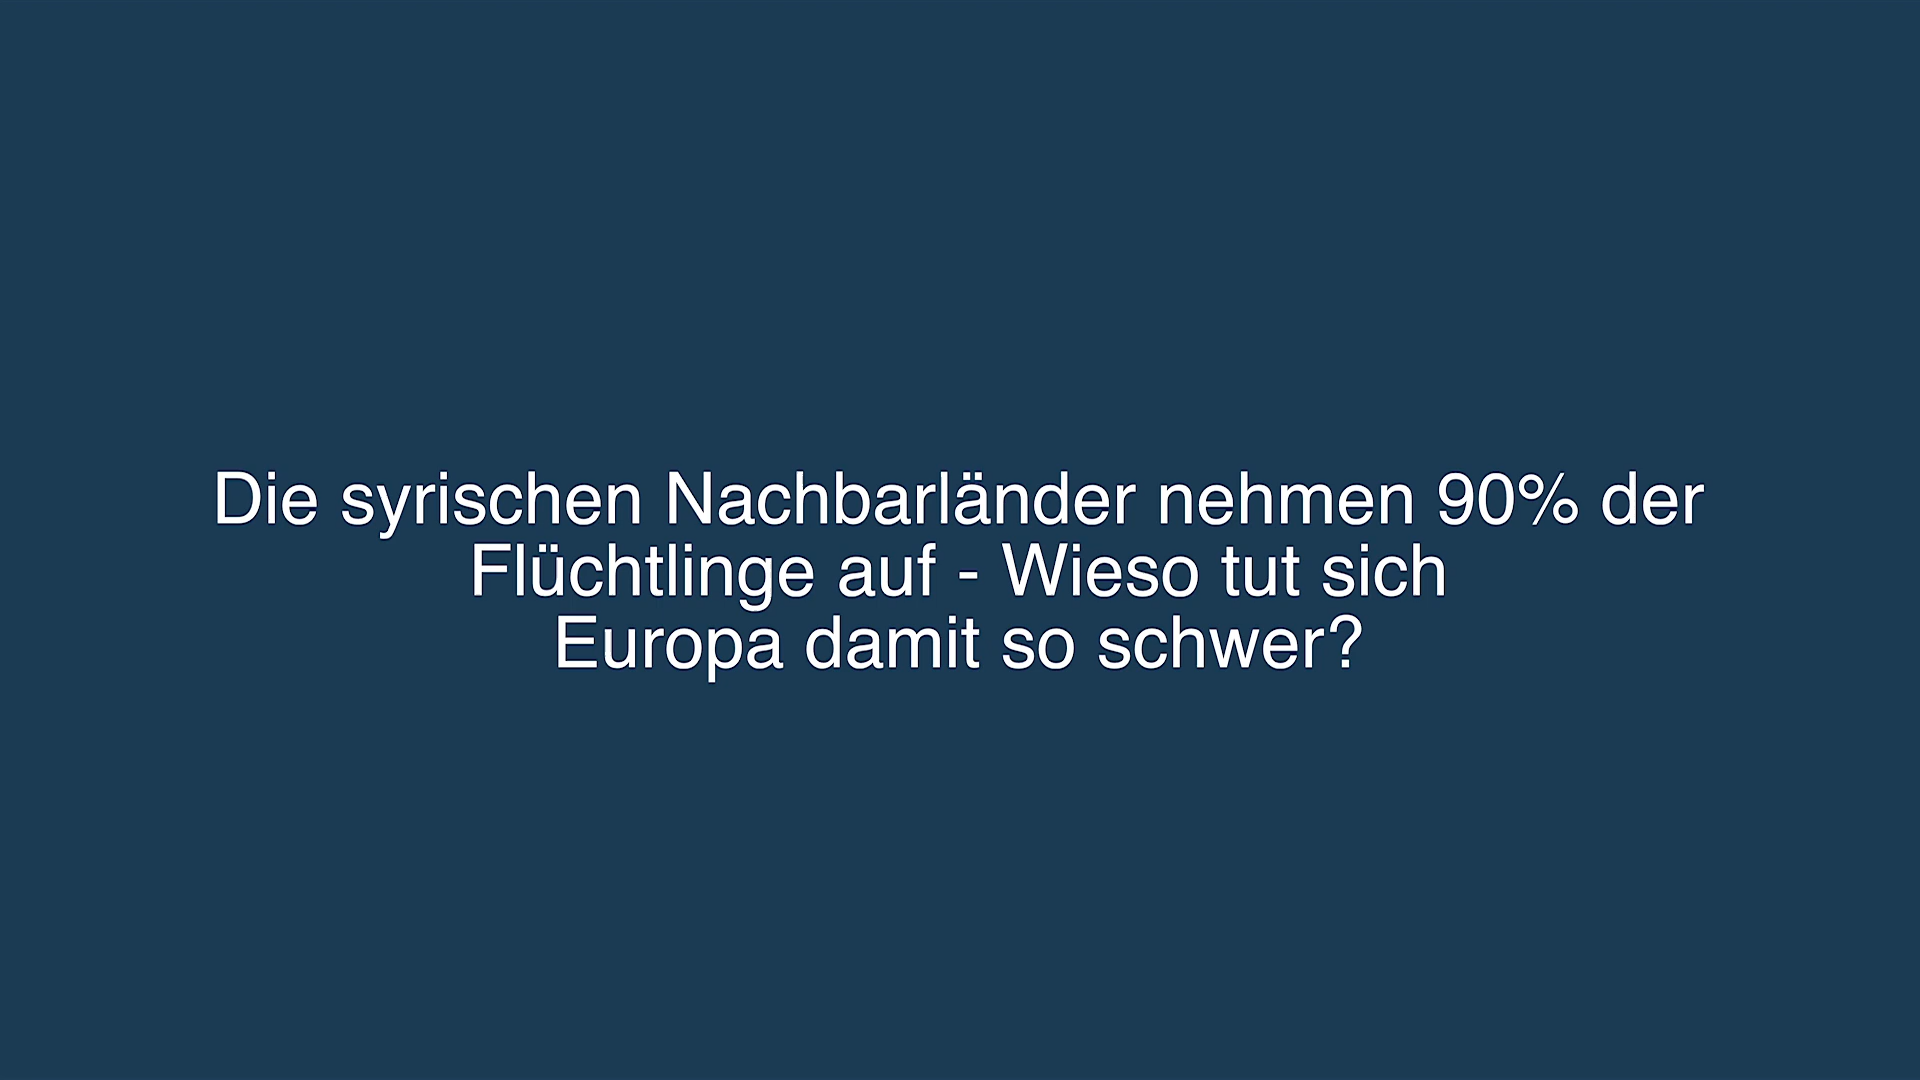 Die syrischen Nachbarländer nehmen 90% der
Flüchtlinge auf - Wieso tut sich
Europa damit so schwer?